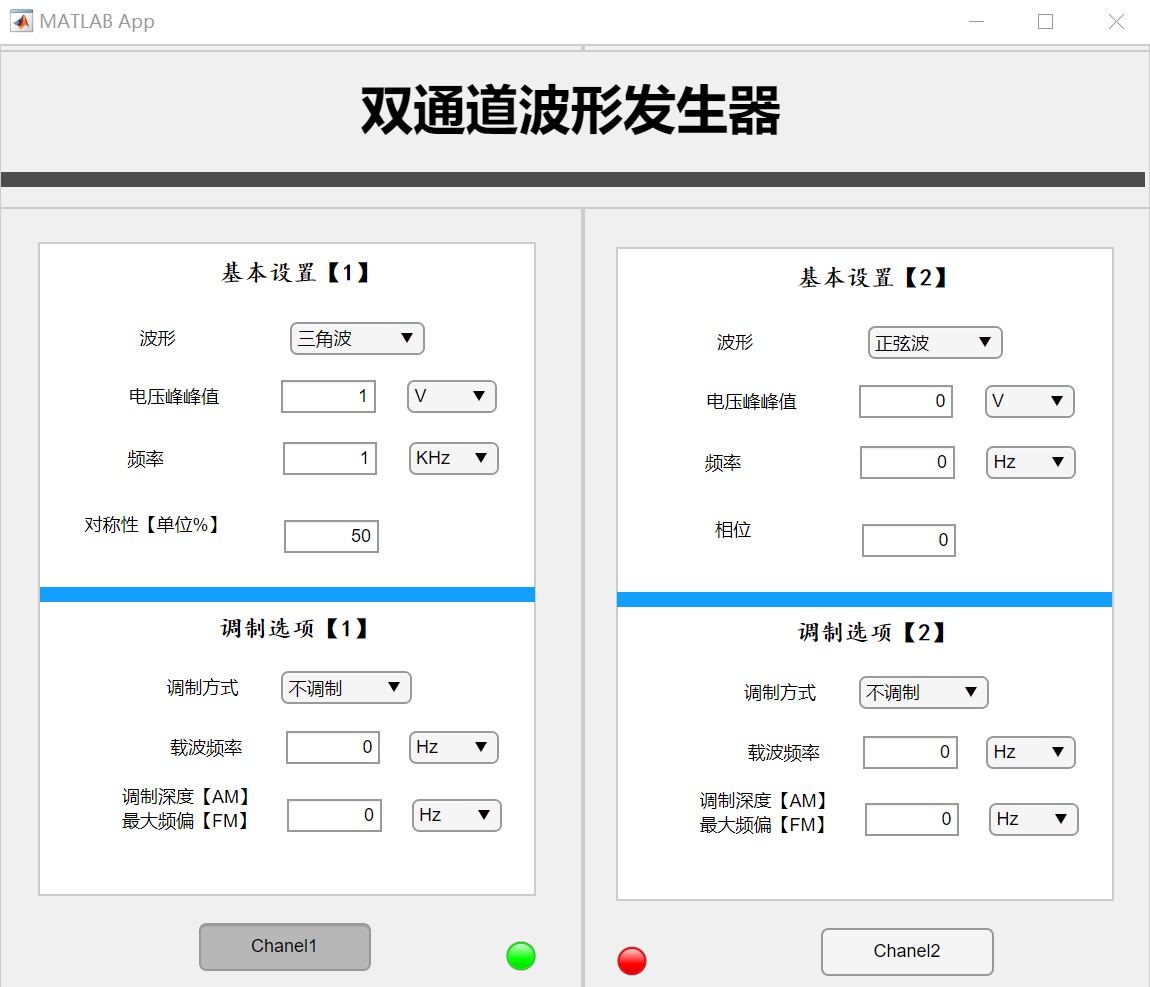 MATLAB App
双通道波形发生器
基本设置【1】
波形 三角波
电压峰峰值 1 V
频率 1 KHz
对称性【单位%】 50
调制选项【1】
调制方式 不调制
载波频率 0 Hz
调制深度【AM】
最大频偏【FM】 0 Hz
Chanel1
基本设置【2】
波形 正弦波
电压峰峰值 0 V
频率 0 Hz
相位 0
调制选项【2】
调制方式 不调制
载波频率 0 Hz
调制深度【AM】
最大频偏【FM】 0 Hz
Chanel2